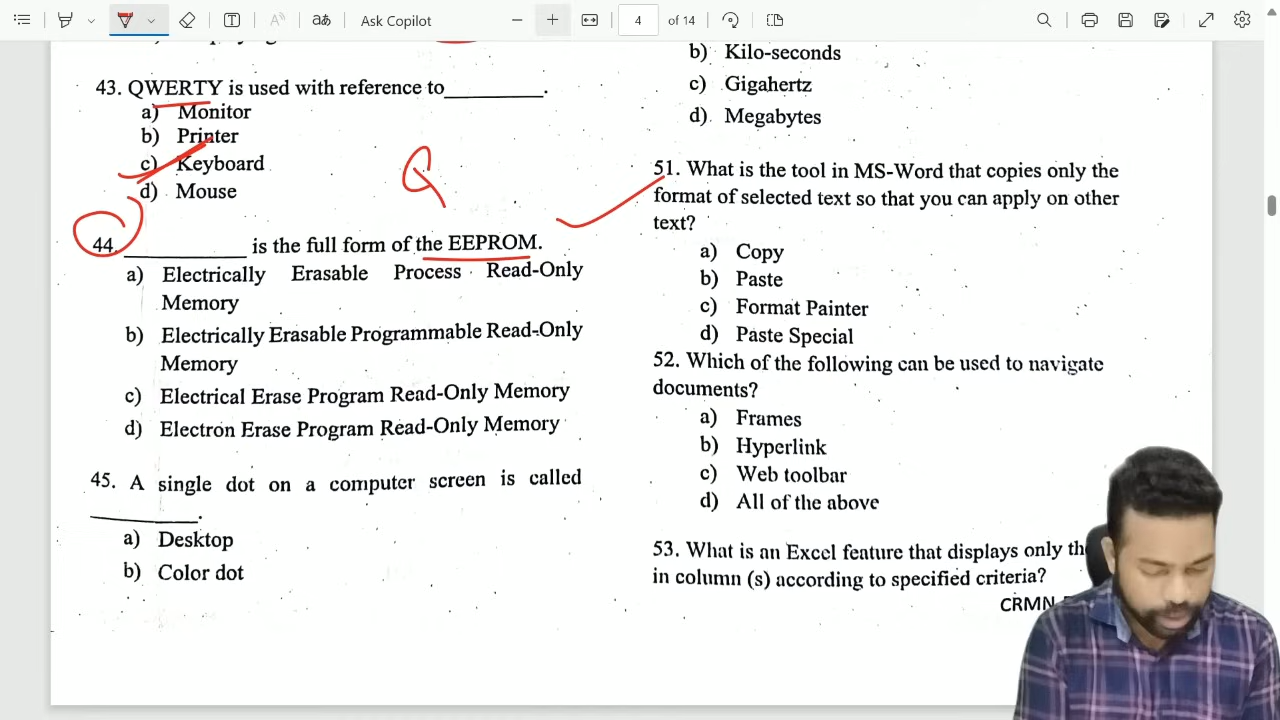 Ask Copilot
4 of 14
43. QWERTY is used with reference to_________.
a) Monitor
b) Printer
c) Keyboard
d) Mouse
Q
44. ___________ is the full form of the EEPROM.
a) Electrically Erasable Process Read-Only
Memory
b) Electrically Erasable Programmable Read-Only
Memory
c) Electrical Erase Program Read-Only Memory
d) Electron Erase Program Read-Only Memory
45. A single dot on a computer screen is called
__________.
a) Desktop
b) Color dot
b) Kilo-seconds
c) Gigahertz
d) Megabytes
51. What is the tool in MS-Word that copies only the
format of selected text so that you can apply on other
text?
a) Copy
b) Paste
c) Format Painter
d) Paste Special
52. Which of the following can be used to navigate
documents?
a) Frames
b) Hyperlink
c) Web toolbar
d) All of the above
53. What is an Excel feature that displays only
in column (s) according to specified criteria?
CRMN